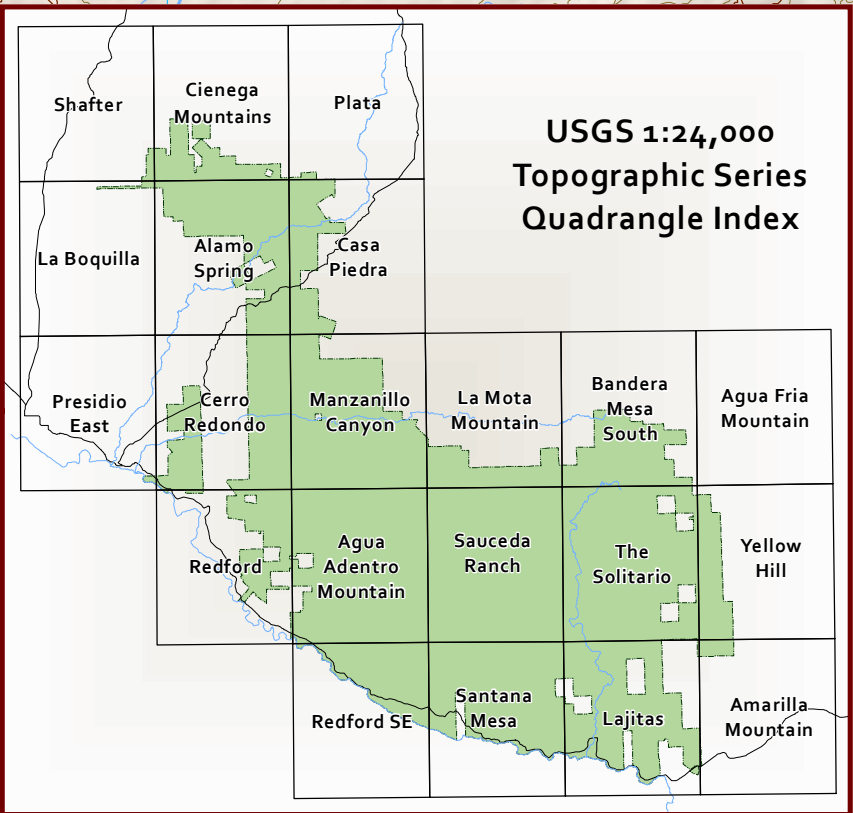 Shafter
Cienega
Mountains
Plata
USGS 1:24,000
Topographic Series
Quadrangle Index
La Boquilla
Alamo
Spring
Casa
Piedra
Presidio
East
Cerro
Redondo
Manzanillo
Canyon
La Mota
Mountain
Bandera
Mesa
South
Agua Fria
Mountain
Redford
Agua
Adentro
Mountain
Sauceda
Ranch
The
Solitario
Yellow
Hill
Redford SE
Santana
Mesa
Lajitas
Amarilla
Mountain